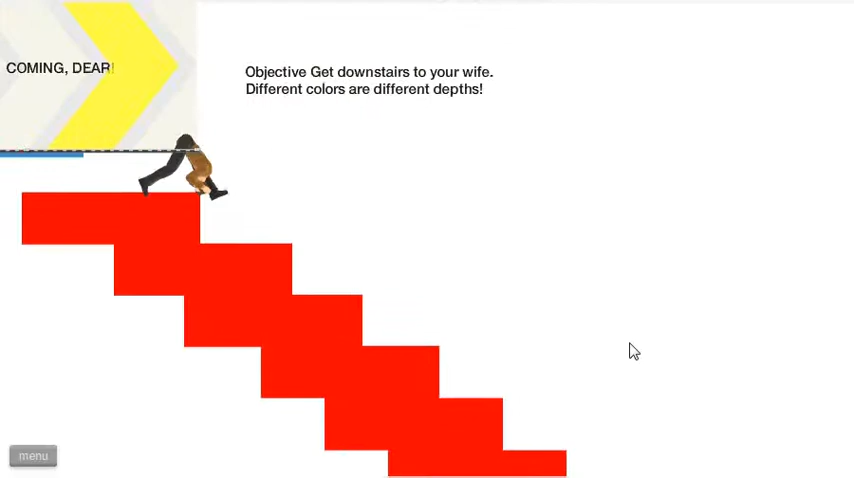 COMING, DEAR!
Objective Get downstairs to your wife.
Different colors are different depths!
menu